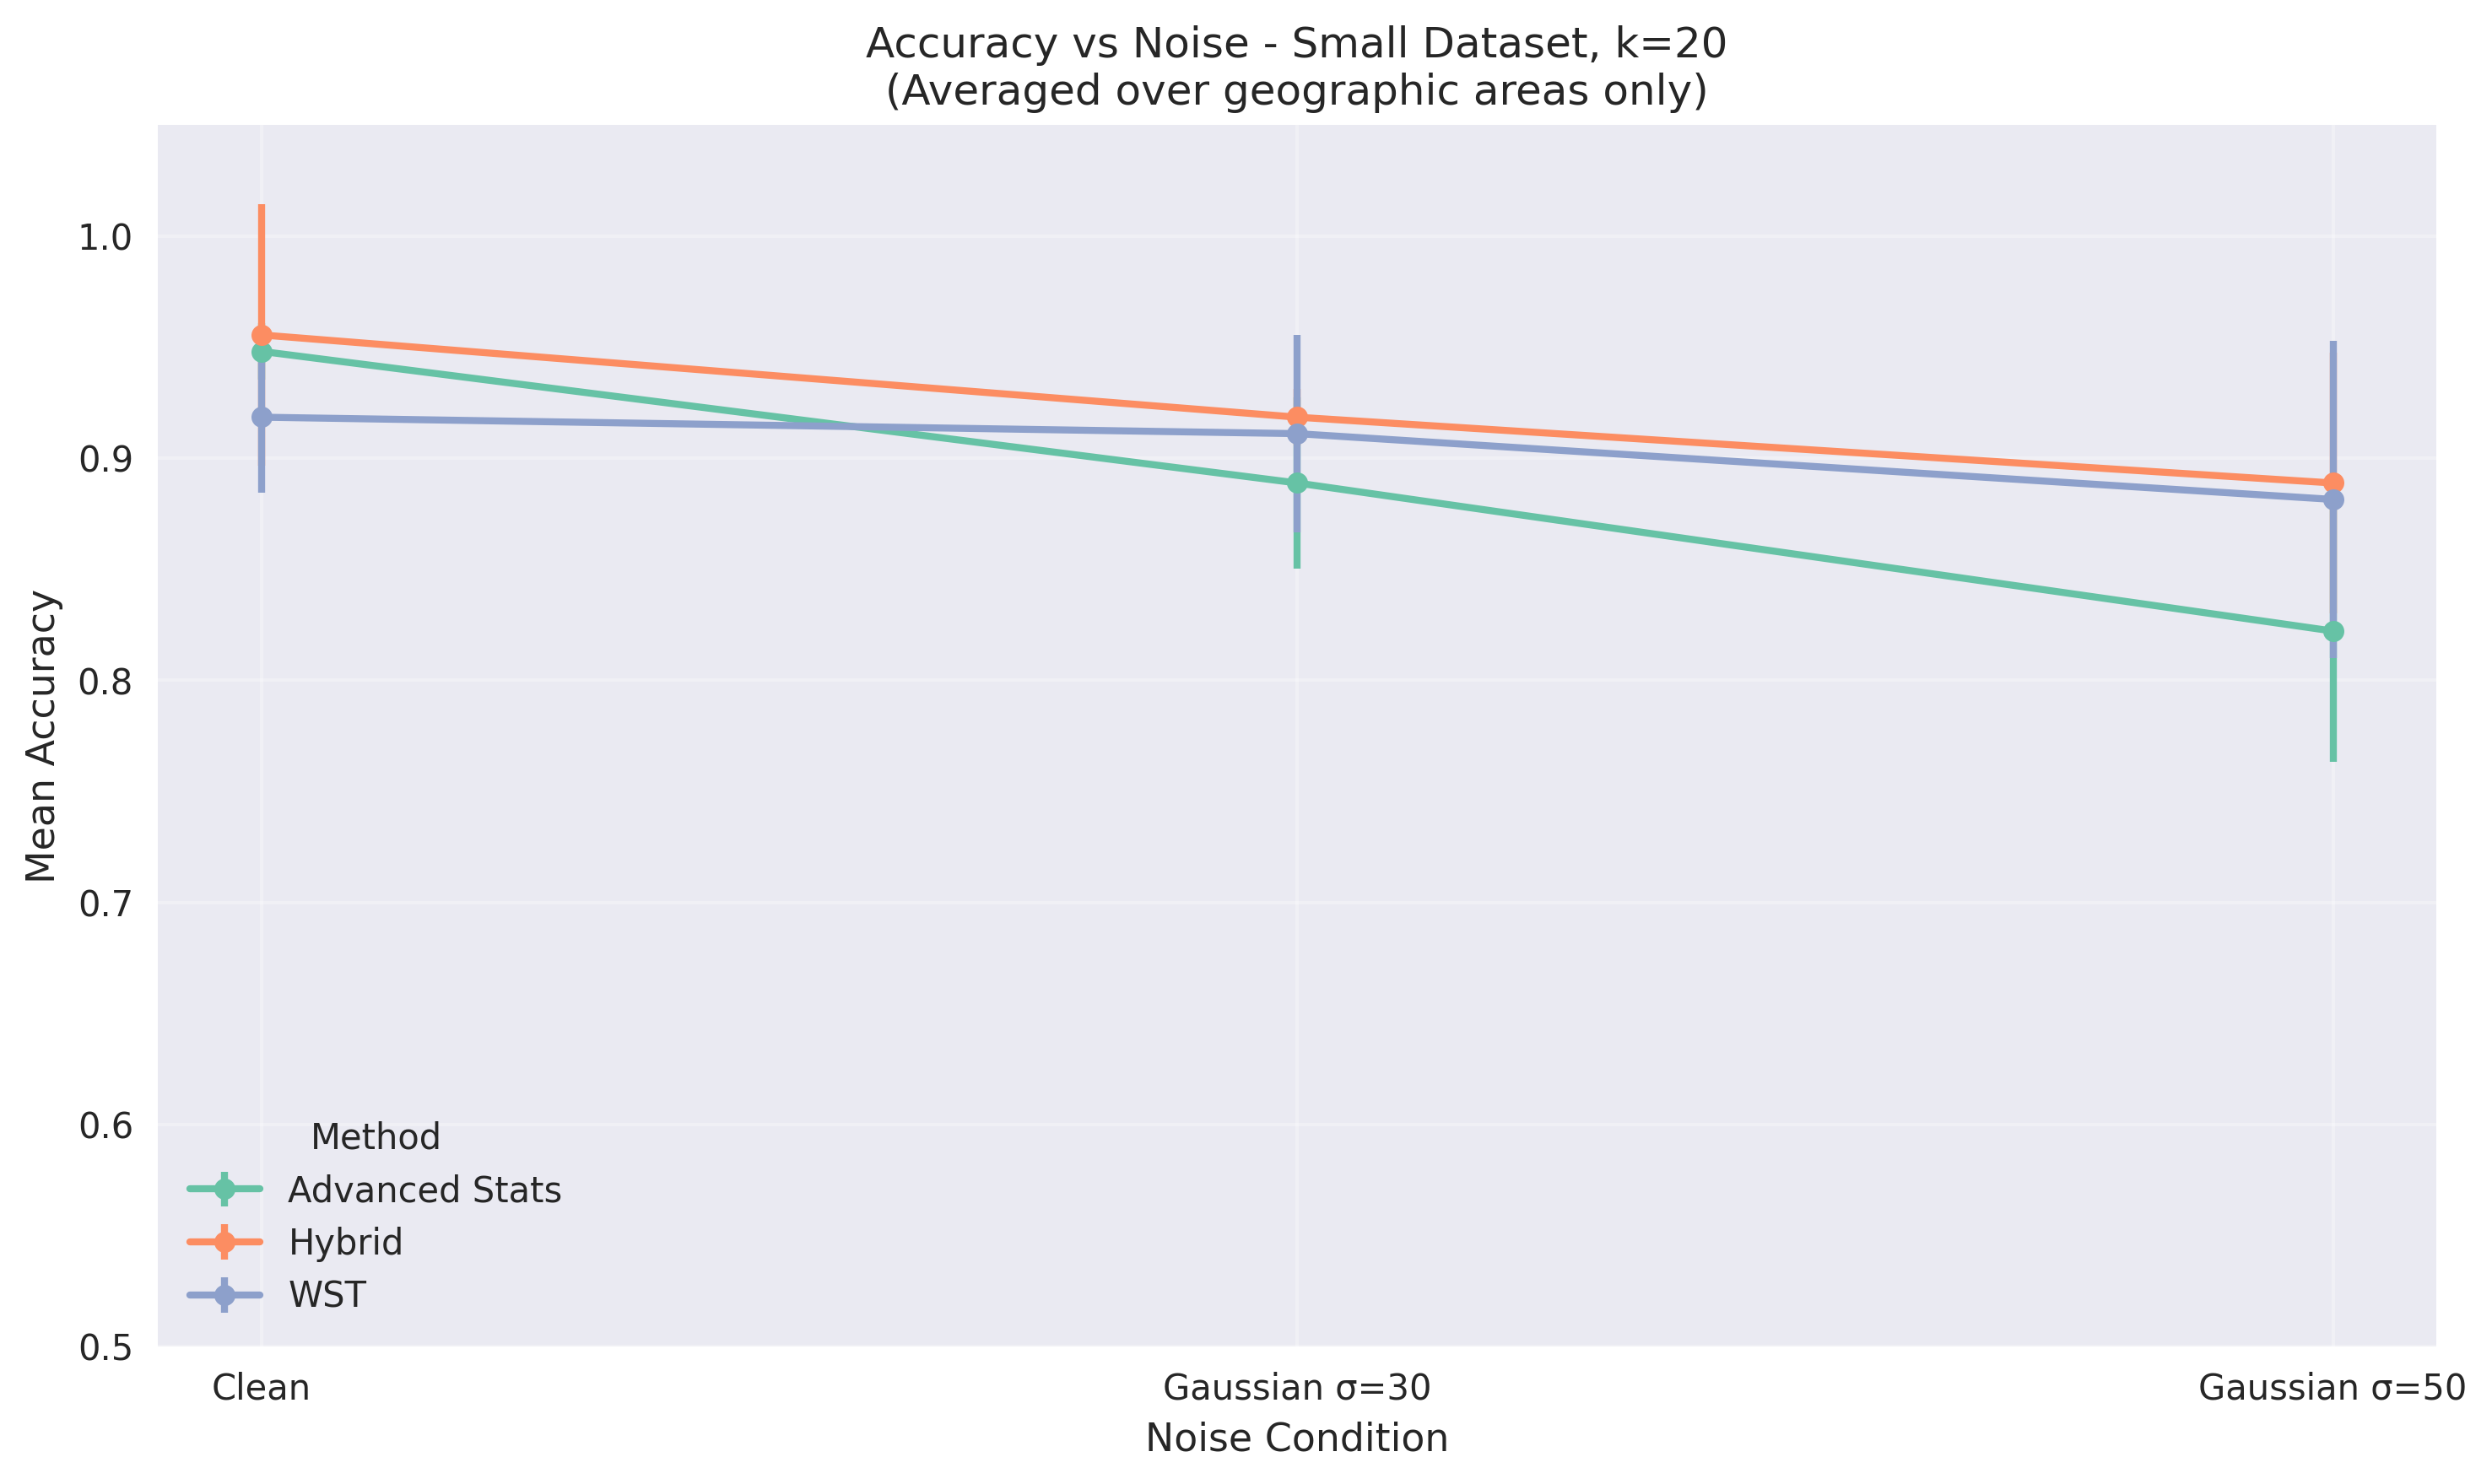 Accuracy vs Noise - Small Dataset, k=20
(Averaged over geographic areas only)
Mean Accuracy
1.0
0.9
0.8
0.7
0.6
0.5
Method
Advanced Stats
Hybrid
WST
Clean
Gaussian σ=30
Gaussian σ=50
Noise Condition